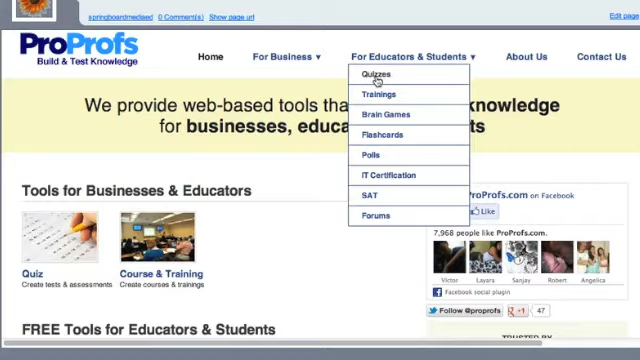 springboardmediaed 0 Comment(s) Show page url
Edit page
ProProfs
Build & Test Knowledge
Home For Business ▼ For Educators & Students ▼ About Us Contact Us
Quizzes
Trainings
Brain Games
Flashcards
Polls
IT Certification
SAT
Forums
We provide web-based tools that knowledge
for businesses, educa ts
Tools for Businesses & Educators
Quiz
Create tests & assessments
Course & Training
Create courses & trainings
FREE Tools for Educators & Students
ProProfs.com on Facebook
Like
7,968 people like ProProfs.com.
Victor Layara Sanjay Robert Angelica
Facebook social plugin
Follow @proprofs +1 47
TRUSTED BY